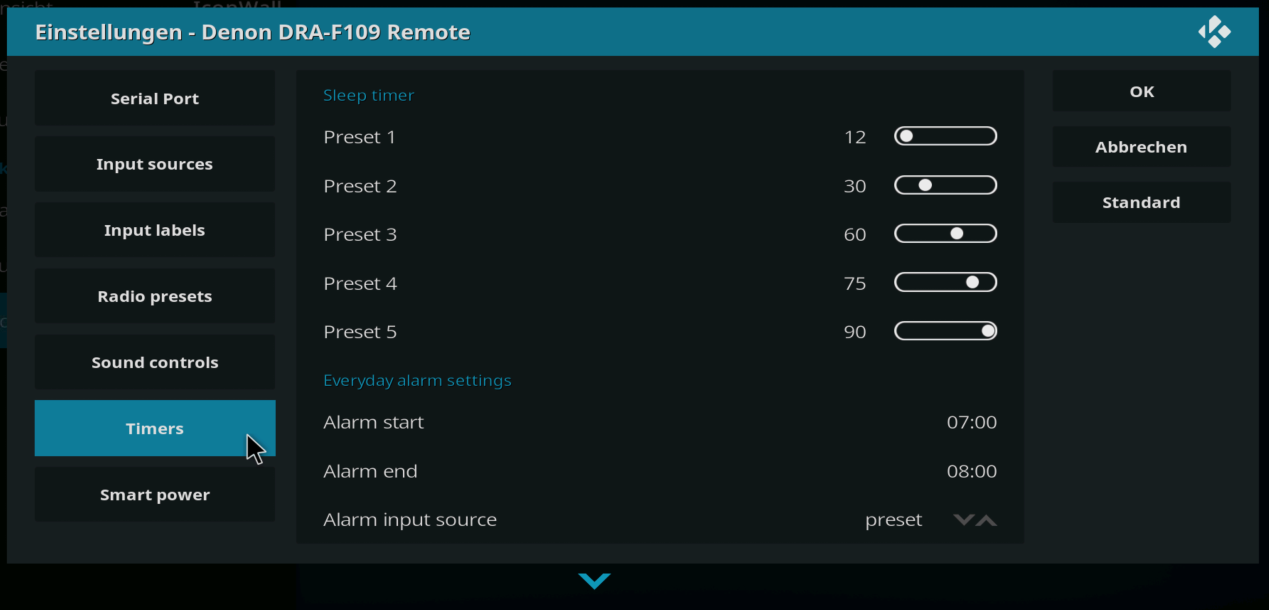 Einstellungen - Denon DRA-F109 Remote
Serial Port
Input sources
Input labels
Radio presets
Sound controls
Timers
Smart power
Sleep timer
Preset 1 12
Preset 2 30
Preset 3 60
Preset 4 75
Preset 5 90
Everyday alarm settings
Alarm start 07:00
Alarm end 08:00
Alarm input source preset
OK
Abbrechen
Standard